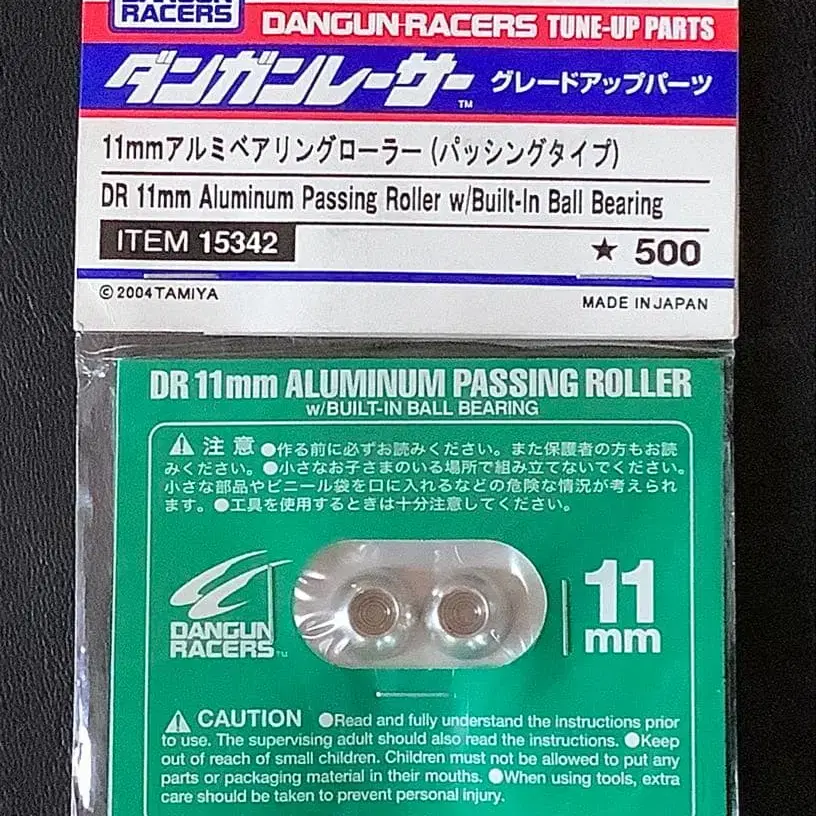 DANGUN
RACERS
DANGUN-RACERS TUNE-UP PARTS
ダンガンレーサー™ グレードアップパーツ
11mmアルミベアリングローラー(パッシングタイプ)
DR 11mm Aluminum Passing Roller w/Built-In Ball Bearing
ITEM 15342
★ 500
© 2004 TAMIYA
MADE IN JAPAN
DR 11mm ALUMINUM PASSING ROLLER
w/BUILT-IN BALL BEARING
注意 ●作る前に必ずお読みください。また保護者の方もお読
みください。●小さなお子さまのいる場所で組み立てないでください。
小さな部品やビニール袋を口に入れるなどの危険な情況が考えられ
ます。●工具を使用するときは十分注意してください。
DANGUN
RACERS™
11
mm
CAUTION ●Read and fully understand the instructions prior
to use. The supervising adult should also read the instructions. ●Keep
out of reach of small children. Children must not be allowed to put any
parts or packaging material in their mouths. ●When using tools, extra
care should be taken to prevent personal injury.